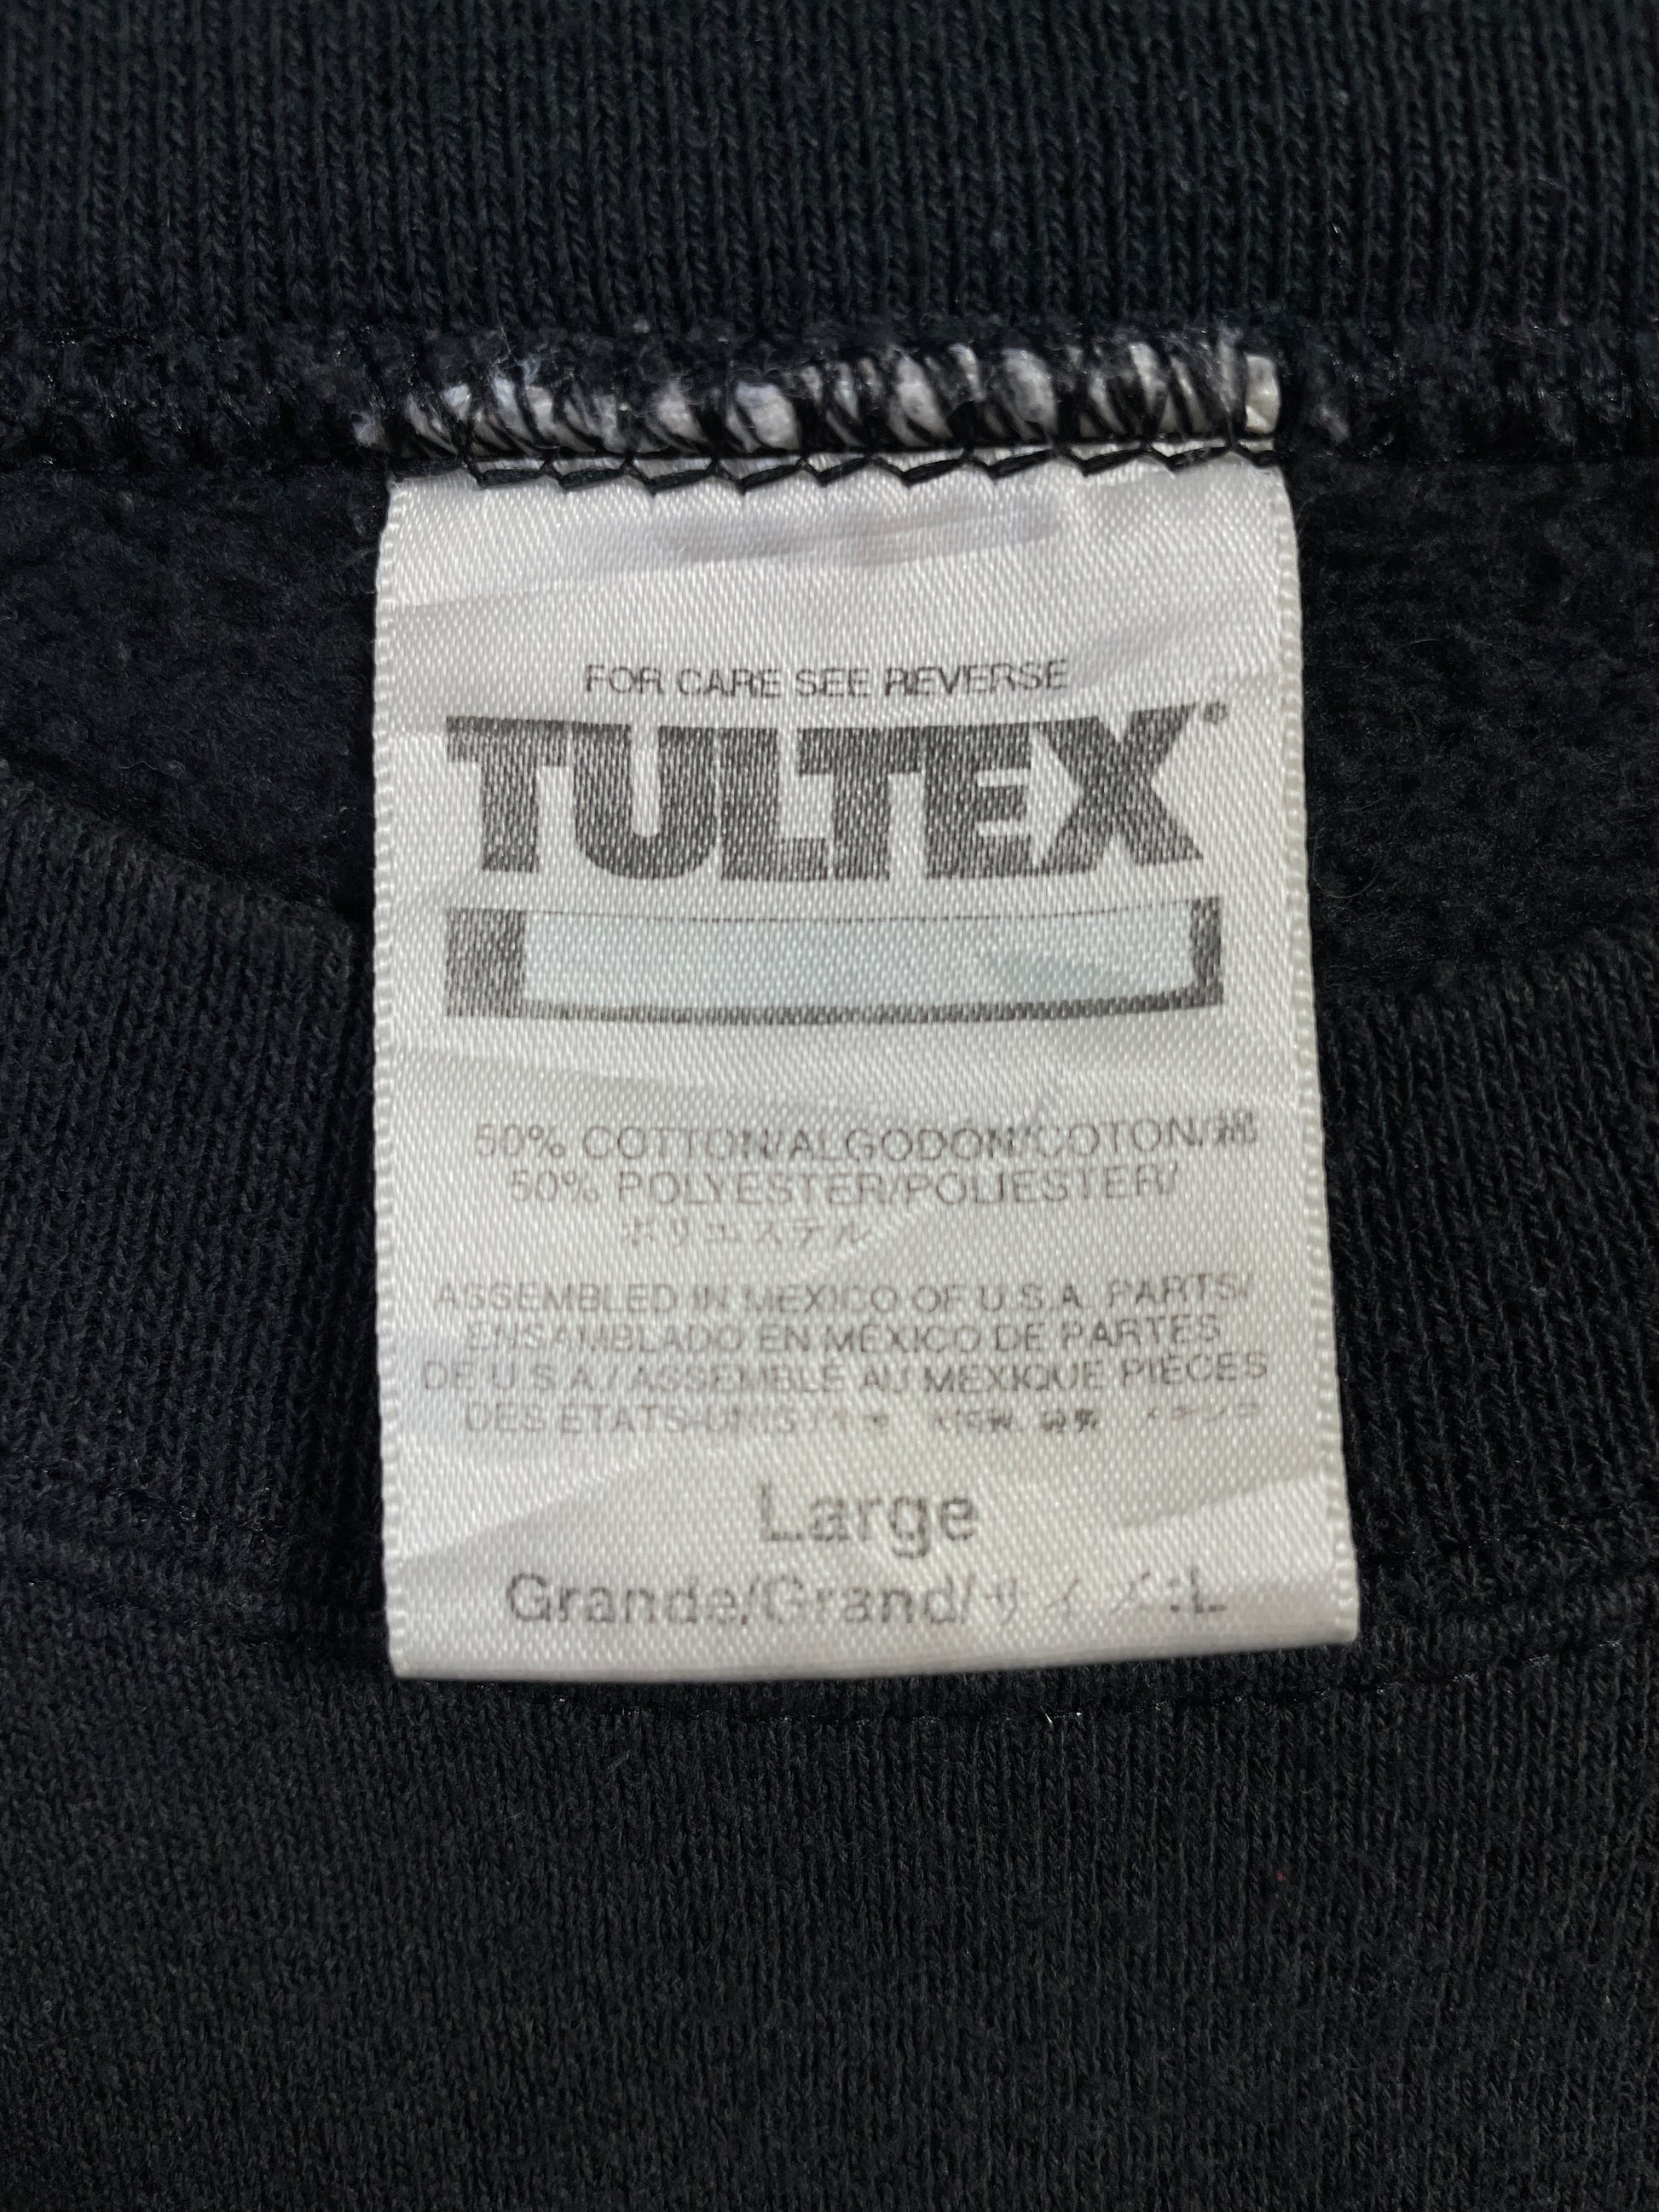 FOR CARE SEE REVERSE
TULTEX®
50% COTTON/ALGODON/COTON/綿
50% POLYESTER/POLIESTER/
ポリエステル
ASSEMBLED IN MEXICO OF U.S.A. PARTS/
ENSAMBLADO EN MÉXICO DE PARTES
DE U.S.A./ASSEMBLÉ AU MEXIQUE PIÈCES
DES ÉTATS-UNIS
Large
Grande/Grand/サイズ:L